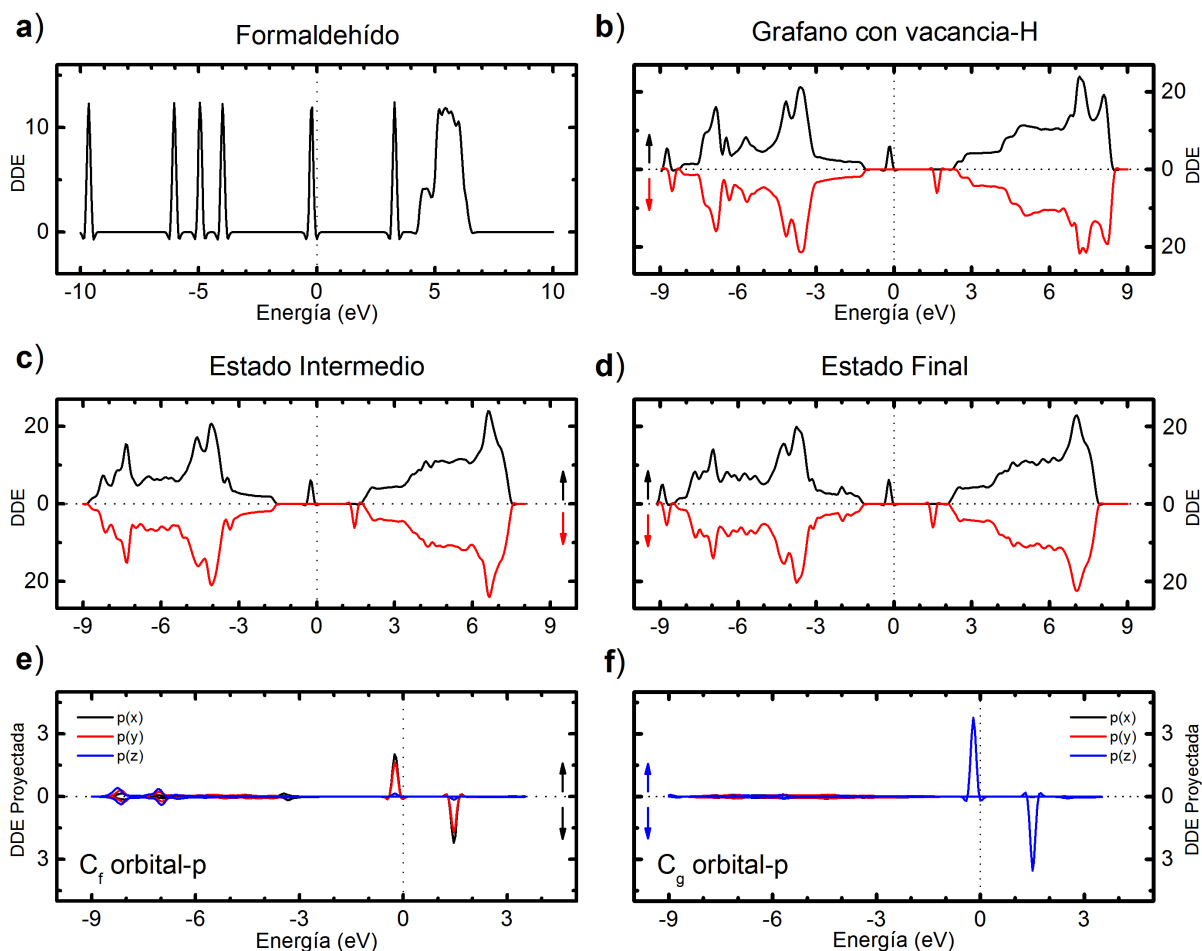 a)
Formaldehído
DDE
10
0
-10 -5 0 5 10
Energía (eV)
b)
Grafano con vacancia-H
20
0
20
DDE
-9 -6 -3 0 3 6 9
Energía (eV)
c)
Estado Intermedio
DDE
20
0
20
-9 -6 -3 0 3 6 9
d)
Estado Final
20
0
20
DDE
-9 -6 -3 0 3 6 9
e)
p(x)
p(y)
p(z)
DDE Proyectada
3
0
3
C_f orbital-p
-9 -6 -3 0 3
Energía (eV)
f)
p(x)
p(y)
p(z)
3
0
3
DDE Proyectada
C_g orbital-p
-9 -6 -3 0 3
Energía (eV)